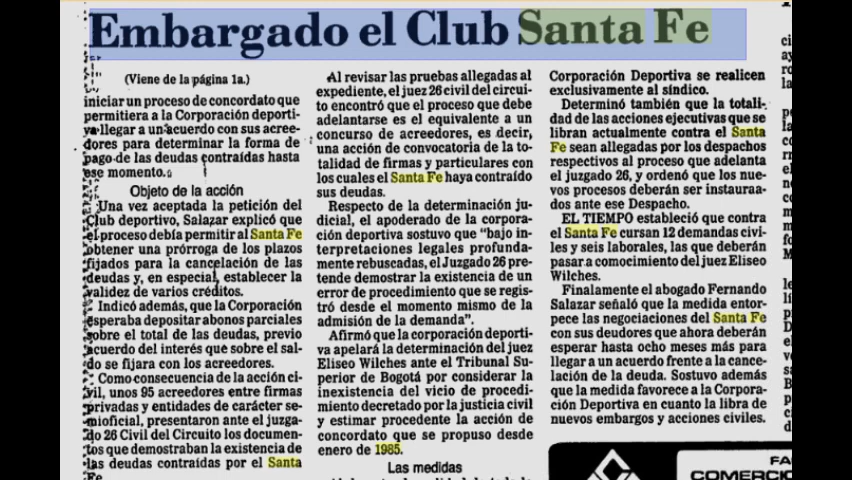 Embargado el Club Santa Fe
(Viene de la página 1a.)
iniciar un proceso de concordato que
permitiera a la Corporación deporti-
va llegar a un acuerdo con sus acree-
dores para determinar la forma de
pago de las deudas contraídas hasta
ese momento.
Objeto de la acción
Una vez aceptada la petición del
Club deportivo, Salazar explicó que
el proceso debía permitir al Santa Fe
obtener una prórroga de los plazos
fijados para la cancelación de las
deudas y, en especial, establecer la
validez de varios créditos.
Indicó además, que la Corporación
esperaba depositar abonos parciales
sobre el total de las deudas, previo
acuerdo del interés que sobre el sal-
do se fijara con los acreedores.
Como consecuencia de la acción ci-
vil, unos 95 acreedores entre firmas
privadas y entidades de carácter se-
mioficial, presentaron ante el juzga-
do 26 Civil del Circuito los documen-
tos que demostraban la existencia de
las deudas contraídas por el Santa
Fe
Al revisar las pruebas allegadas al
expediente, el juez 26 civil del circui-
to encontró que el proceso que debe
adelantarse es el equivalente a un
concurso de acreedores, es decir,
una acción de convocatoria de la to-
talidad de firmas y particulares con
los cuales el Santa Fe haya contraído
sus deudas.
Respecto de la determinación ju-
dicial, el apoderado de la corpora-
ción deportiva sostuvo que "bajo in-
terpretaciones legales profunda-
mente rebuscadas, el Juzgado 26 pre-
tende demostrar la existencia de un
error de procedimiento que se regis-
tró desde el momento mismo de la
admisión de la demanda".
Afirmó que la corporación deporti-
va apelará la determinación del juez
Eliseo Wilches ante el Tribunal Su-
perior de Bogotá por considerar la
inexistencia del vicio de procedi-
miento decretado por la justicia civil
y estimar procedente la acción de
concordato que se propuso desde
enero de 1985.
Las medidas
Corporación Deportiva se realicen
exclusivamente al síndico.
Determinó también que la totali-
dad de las acciones ejecutivas que se
libran actualmente contra el Santa
Fe sean allegadas por los despachos
respectivos al proceso que adelanta
el juzgado 26, y ordenó que los nue-
vos procesos deberán ser instaura-
dos ante ese Despacho.
EL TIEMPO estableció que contra
el Santa Fe cursan 12 demandas civi-
les y seis laborales, las que deberán
pasar a comocimiento del juez Eliseo
Wilches.
Finalmente el abogado Fernando
Salazar señaló que la medida entor-
pece las negociaciones del Santa Fe
con sus deudores que ahora deberán
esperar hasta ocho meses más para
llegar a un acuerdo frente a la cance-
lación de la deuda. Sostuvo además
que la medida favorece a la Corpora-
ción Deportiva en cuanto la libra de
nuevos embargos y acciones civiles.
FA
COMERCIO